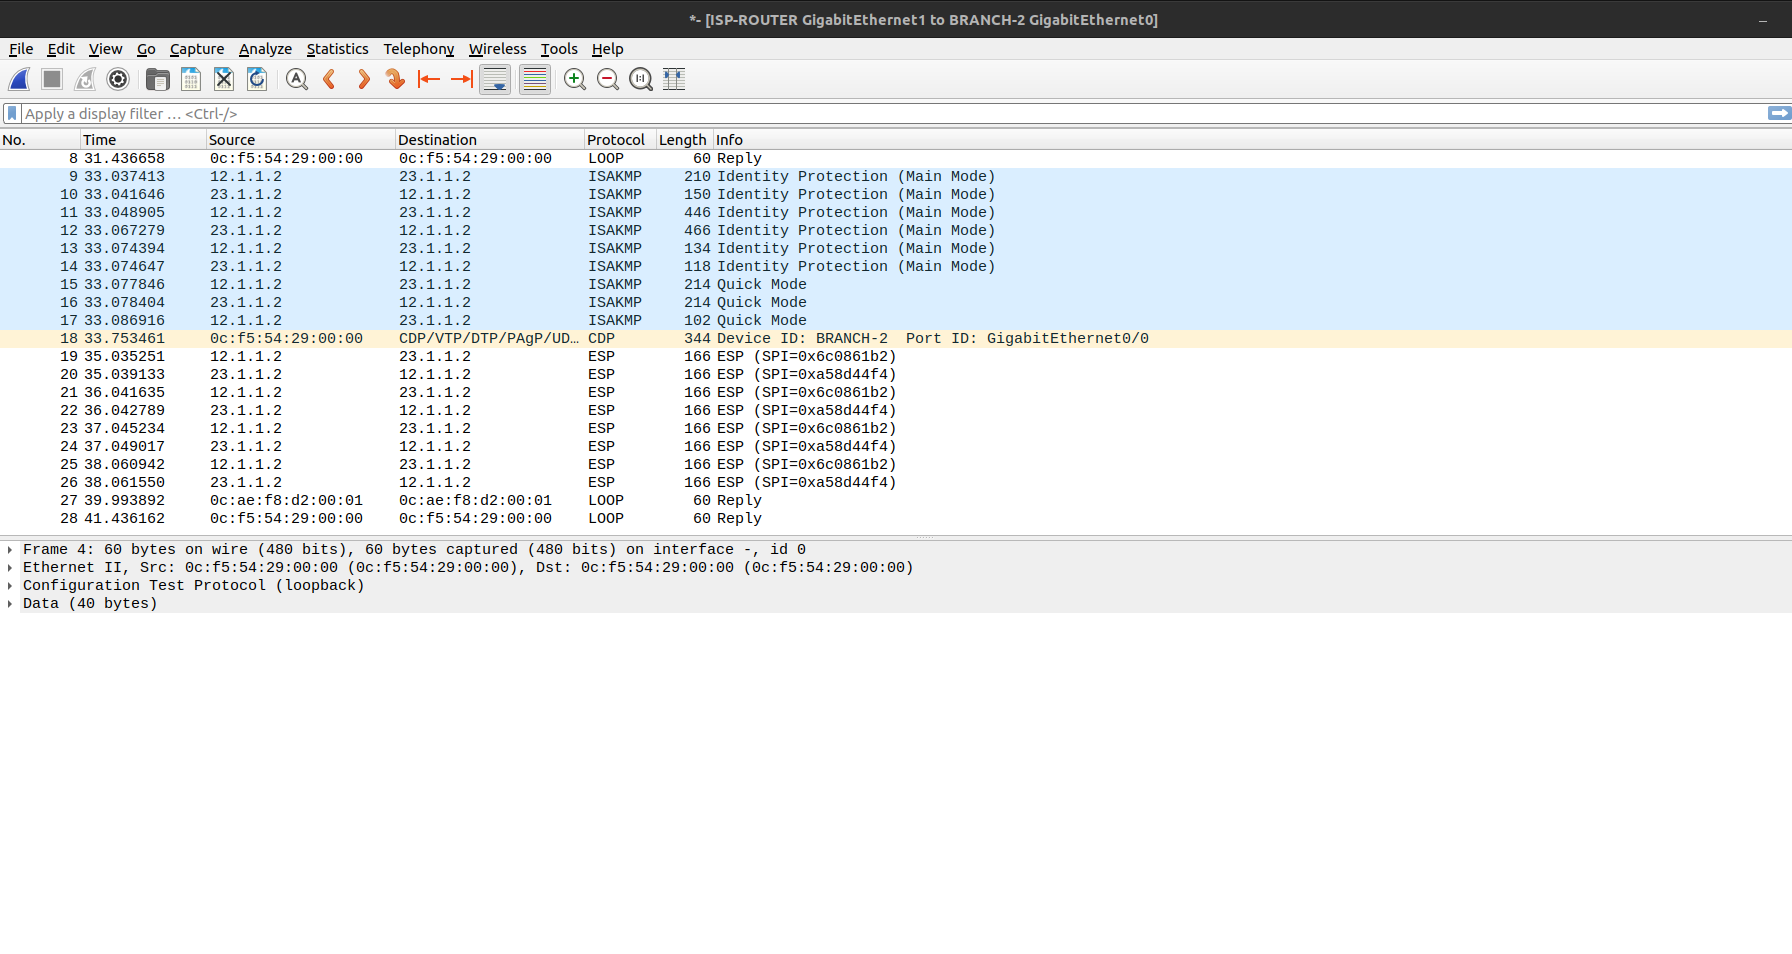 *- [ISP-ROUTER GigabitEthernet1 to BRANCH-2 GigabitEthernet0]
File Edit View Go Capture Analyze Statistics Telephony Wireless Tools Help
Apply a display filter … <Ctrl-/>
No. Time Source Destination Protocol Length Info
8 31.436658 0c:f5:54:29:00:00 0c:f5:54:29:00:00 LOOP 60 Reply
9 33.037413 12.1.1.2 23.1.1.2 ISAKMP 210 Identity Protection (Main Mode)
10 33.041646 23.1.1.2 12.1.1.2 ISAKMP 150 Identity Protection (Main Mode)
11 33.048905 12.1.1.2 23.1.1.2 ISAKMP 446 Identity Protection (Main Mode)
12 33.067279 23.1.1.2 12.1.1.2 ISAKMP 466 Identity Protection (Main Mode)
13 33.074394 12.1.1.2 23.1.1.2 ISAKMP 134 Identity Protection (Main Mode)
14 33.074647 23.1.1.2 12.1.1.2 ISAKMP 118 Identity Protection (Main Mode)
15 33.077846 12.1.1.2 23.1.1.2 ISAKMP 214 Quick Mode
16 33.078404 23.1.1.2 12.1.1.2 ISAKMP 214 Quick Mode
17 33.086916 12.1.1.2 23.1.1.2 ISAKMP 102 Quick Mode
18 33.753461 0c:f5:54:29:00:00 CDP/VTP/DTP/PAgP/UD… CDP 344 Device ID: BRANCH-2 Port ID: GigabitEthernet0/0
19 35.035251 12.1.1.2 23.1.1.2 ESP 166 ESP (SPI=0x6c0861b2)
20 35.039133 23.1.1.2 12.1.1.2 ESP 166 ESP (SPI=0xa58d44f4)
21 36.041635 12.1.1.2 23.1.1.2 ESP 166 ESP (SPI=0x6c0861b2)
22 36.042789 23.1.1.2 12.1.1.2 ESP 166 ESP (SPI=0xa58d44f4)
23 37.045234 12.1.1.2 23.1.1.2 ESP 166 ESP (SPI=0x6c0861b2)
24 37.049017 23.1.1.2 12.1.1.2 ESP 166 ESP (SPI=0xa58d44f4)
25 38.060942 12.1.1.2 23.1.1.2 ESP 166 ESP (SPI=0x6c0861b2)
26 38.061550 23.1.1.2 12.1.1.2 ESP 166 ESP (SPI=0xa58d44f4)
27 39.993892 0c:ae:f8:d2:00:01 0c:ae:f8:d2:00:01 LOOP 60 Reply
28 41.436162 0c:f5:54:29:00:00 0c:f5:54:29:00:00 LOOP 60 Reply
Frame 4: 60 bytes on wire (480 bits), 60 bytes captured (480 bits) on interface -, id 0
Ethernet II, Src: 0c:f5:54:29:00:00 (0c:f5:54:29:00:00), Dst: 0c:f5:54:29:00:00 (0c:f5:54:29:00:00)
Configuration Test Protocol (loopback)
Data (40 bytes)